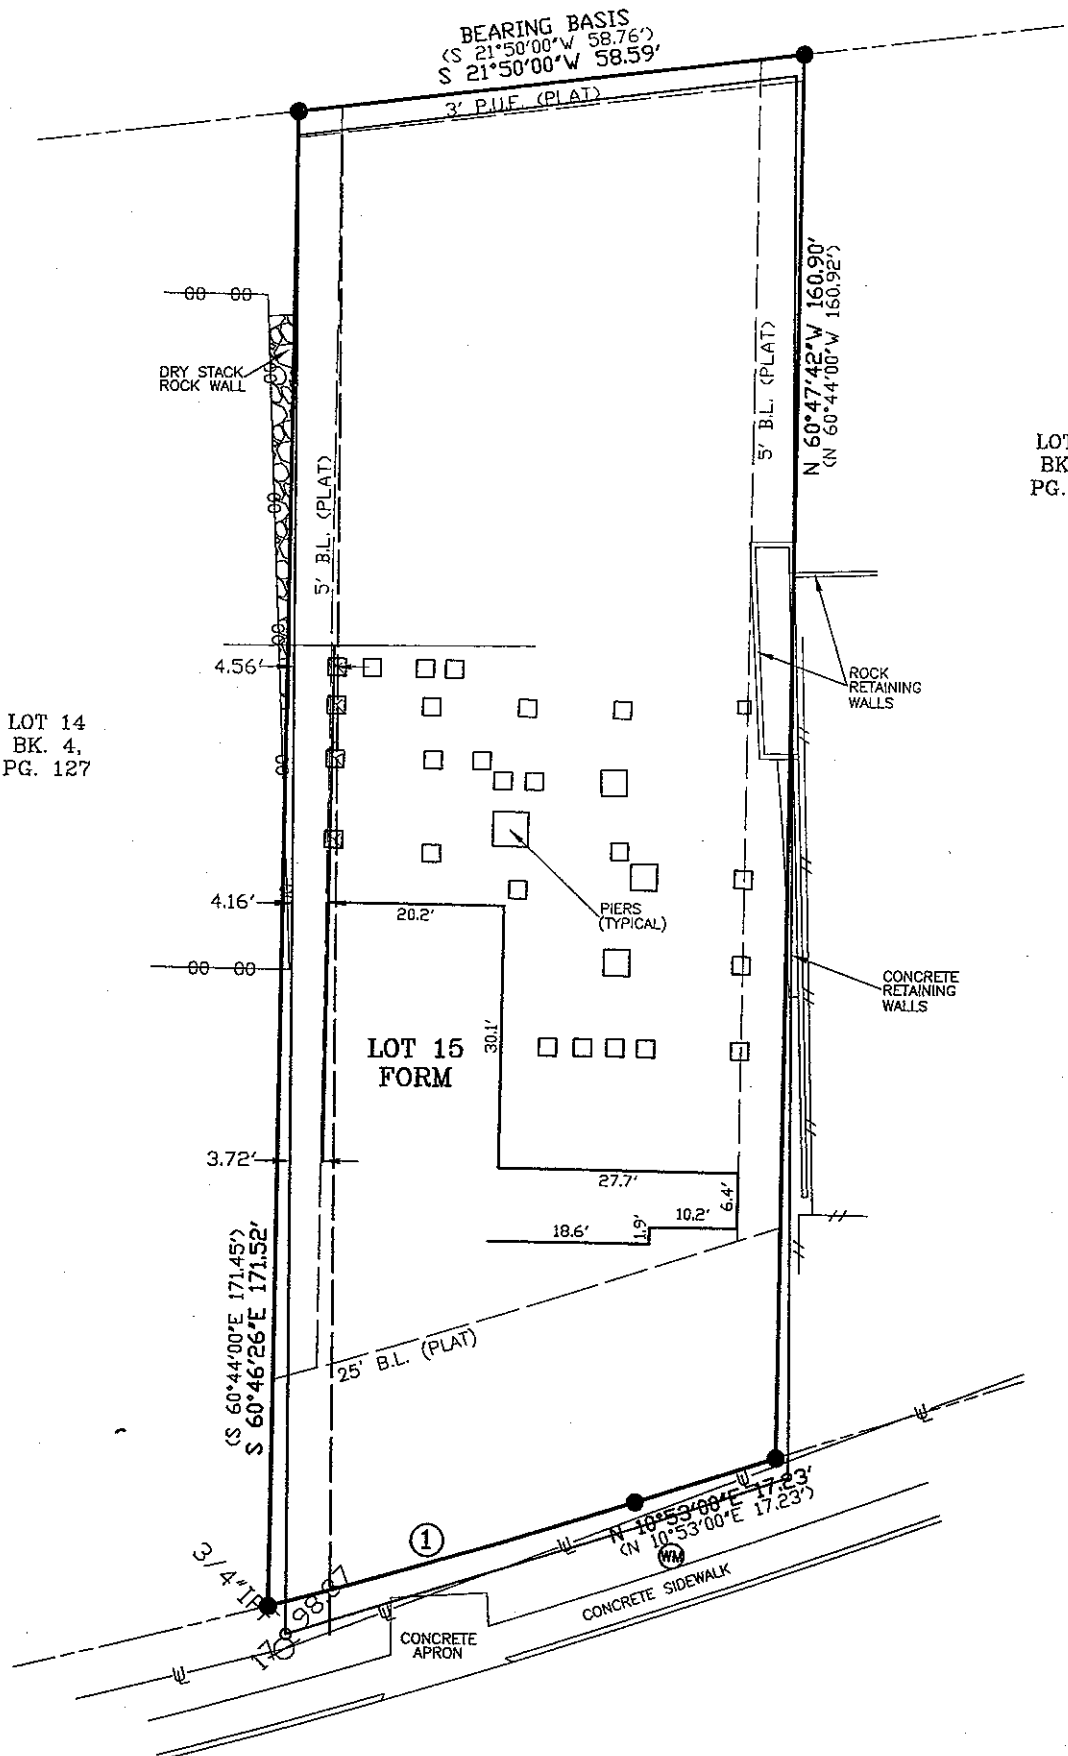 BEARING BASIS
(S 21°50'00"W 58.76')
S 21°50'00"W 58.59'
3' P.U.E. (PLAT)
N 60°47'42"W 160.90'
(N 60°44'00"W 160.92')
5' B.L. (PLAT)
DRY STACK
ROCK WALL
5' B.L. (PLAT)
LOT
BK
PG.
4.56'
ROCK
RETAINING
WALLS
LOT 14
BK. 4,
PG. 127
4.16'
20.2'
PIERS
(TYPICAL)
CONCRETE
RETAINING
WALLS
30.1'
LOT 15
FORM
3.72'
27.7'
6.4'
10.2'
1.9'
18.6'
(S 60°44'00"E 171.45')
S 60°46'26"E 171.52'
25' B.L. (PLAT)
N 10°53'00"E 17.23'
(N 10°53'00"E 17.23')
1
WM
3/4"
CONCRETE SIDEWALK
CONCRETE
APRON